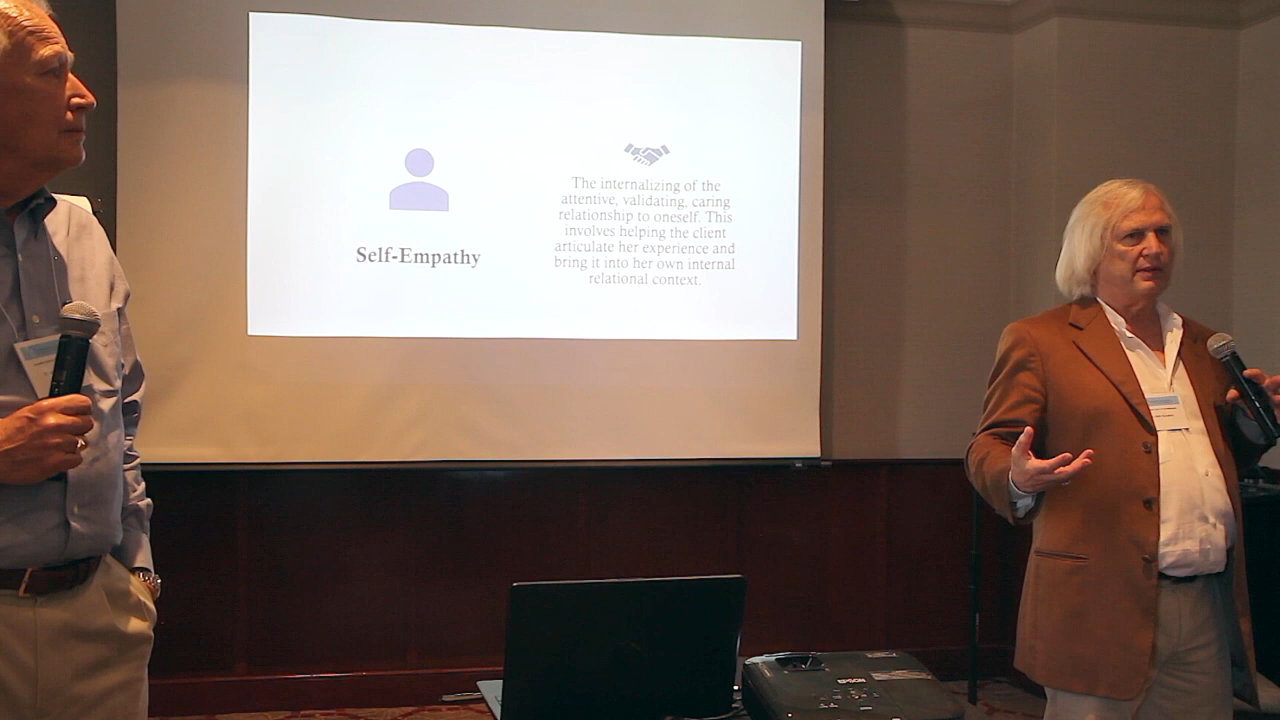 Self-Empathy
The internalizing of the
attentive, validating, caring
relationship to oneself. This
involves helping the client
articulate her experience and
bring it into her own internal
relational context.
EPSON